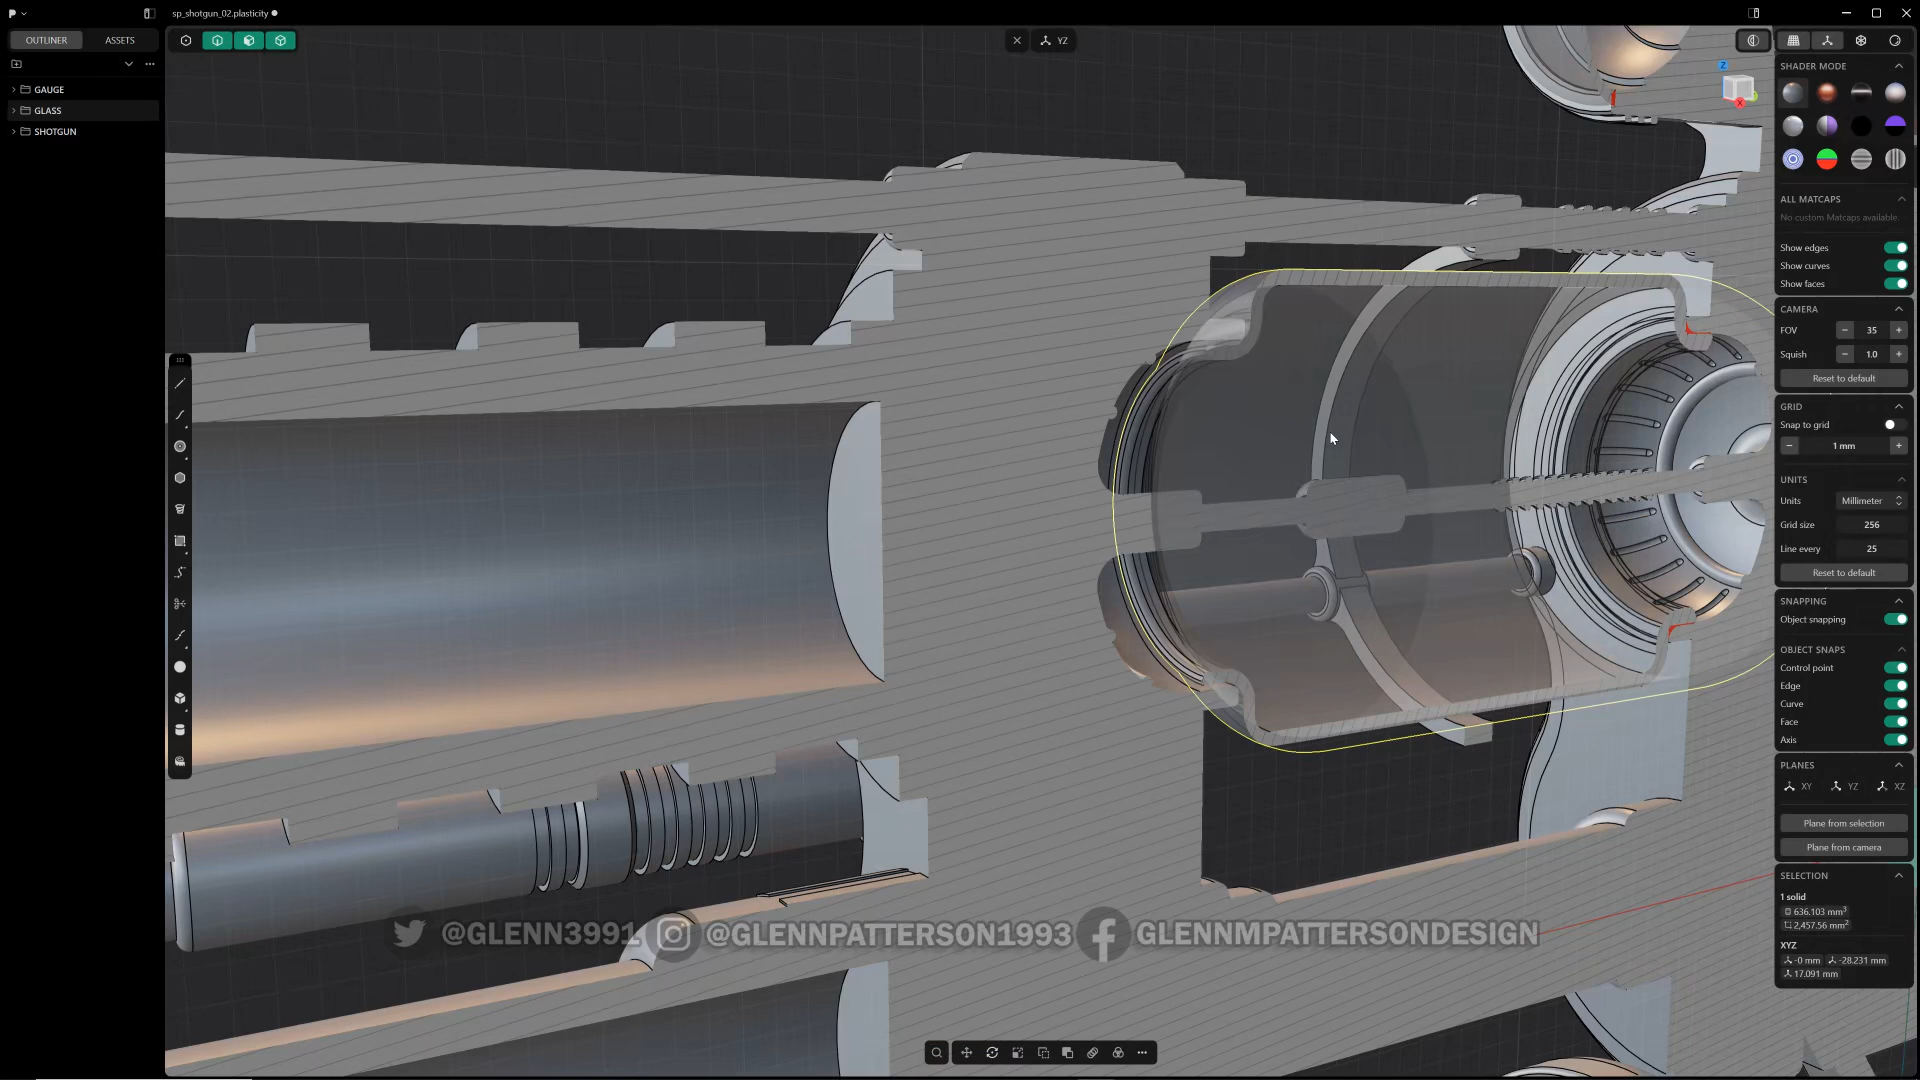 sp_shotgun_02.plasticity
OUTLINER
ASSETS
GAUGE
GLASS
SHOTGUN
YZ
Z
X
SHADER MODE
ALL MATCAPS
No custom Matcaps available.
Show edges
Show curves
Show faces
CAMERA
FOV
− 35 +
Squish
− 1.0 +
Reset to default
GRID
Snap to grid
− 1 mm +
UNITS
Units
Millimeter
Grid size
256
Line every
25
Reset to default
SNAPPING
Object snapping
OBJECT SNAPS
Control point
Edge
Curve
Face
Axis
PLANES
XY
YZ
XZ
Plane from selection
Plane from camera
SELECTION
1 solid
636.103 mm³
2,457.56 mm²
XYZ
-0 mm
-28.231 mm
17.091 mm
@GLENN3991
@GLENNPATTERSON1993
GLENNMPATTERSONDESIGN